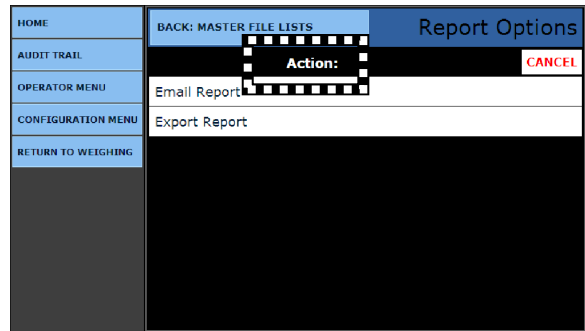 HOME
AUDIT TRAIL
OPERATOR MENU
CONFIGURATION MENU
RETURN TO WEIGHING
BACK: MASTER FILE LISTS
Report Options
Action:
CANCEL
Email Report
Export Report